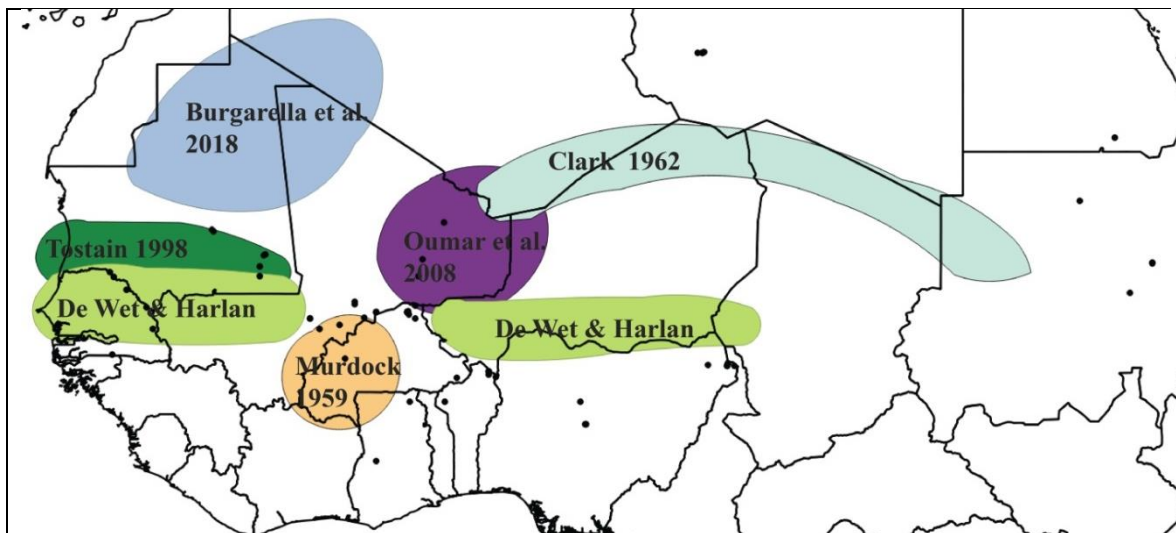 Burgarella et al.
2018
Clark 1962
Tostain 1998
Oumar et al.
2008
De Wet & Harlan
De Wet & Harlan
Murdock
1959